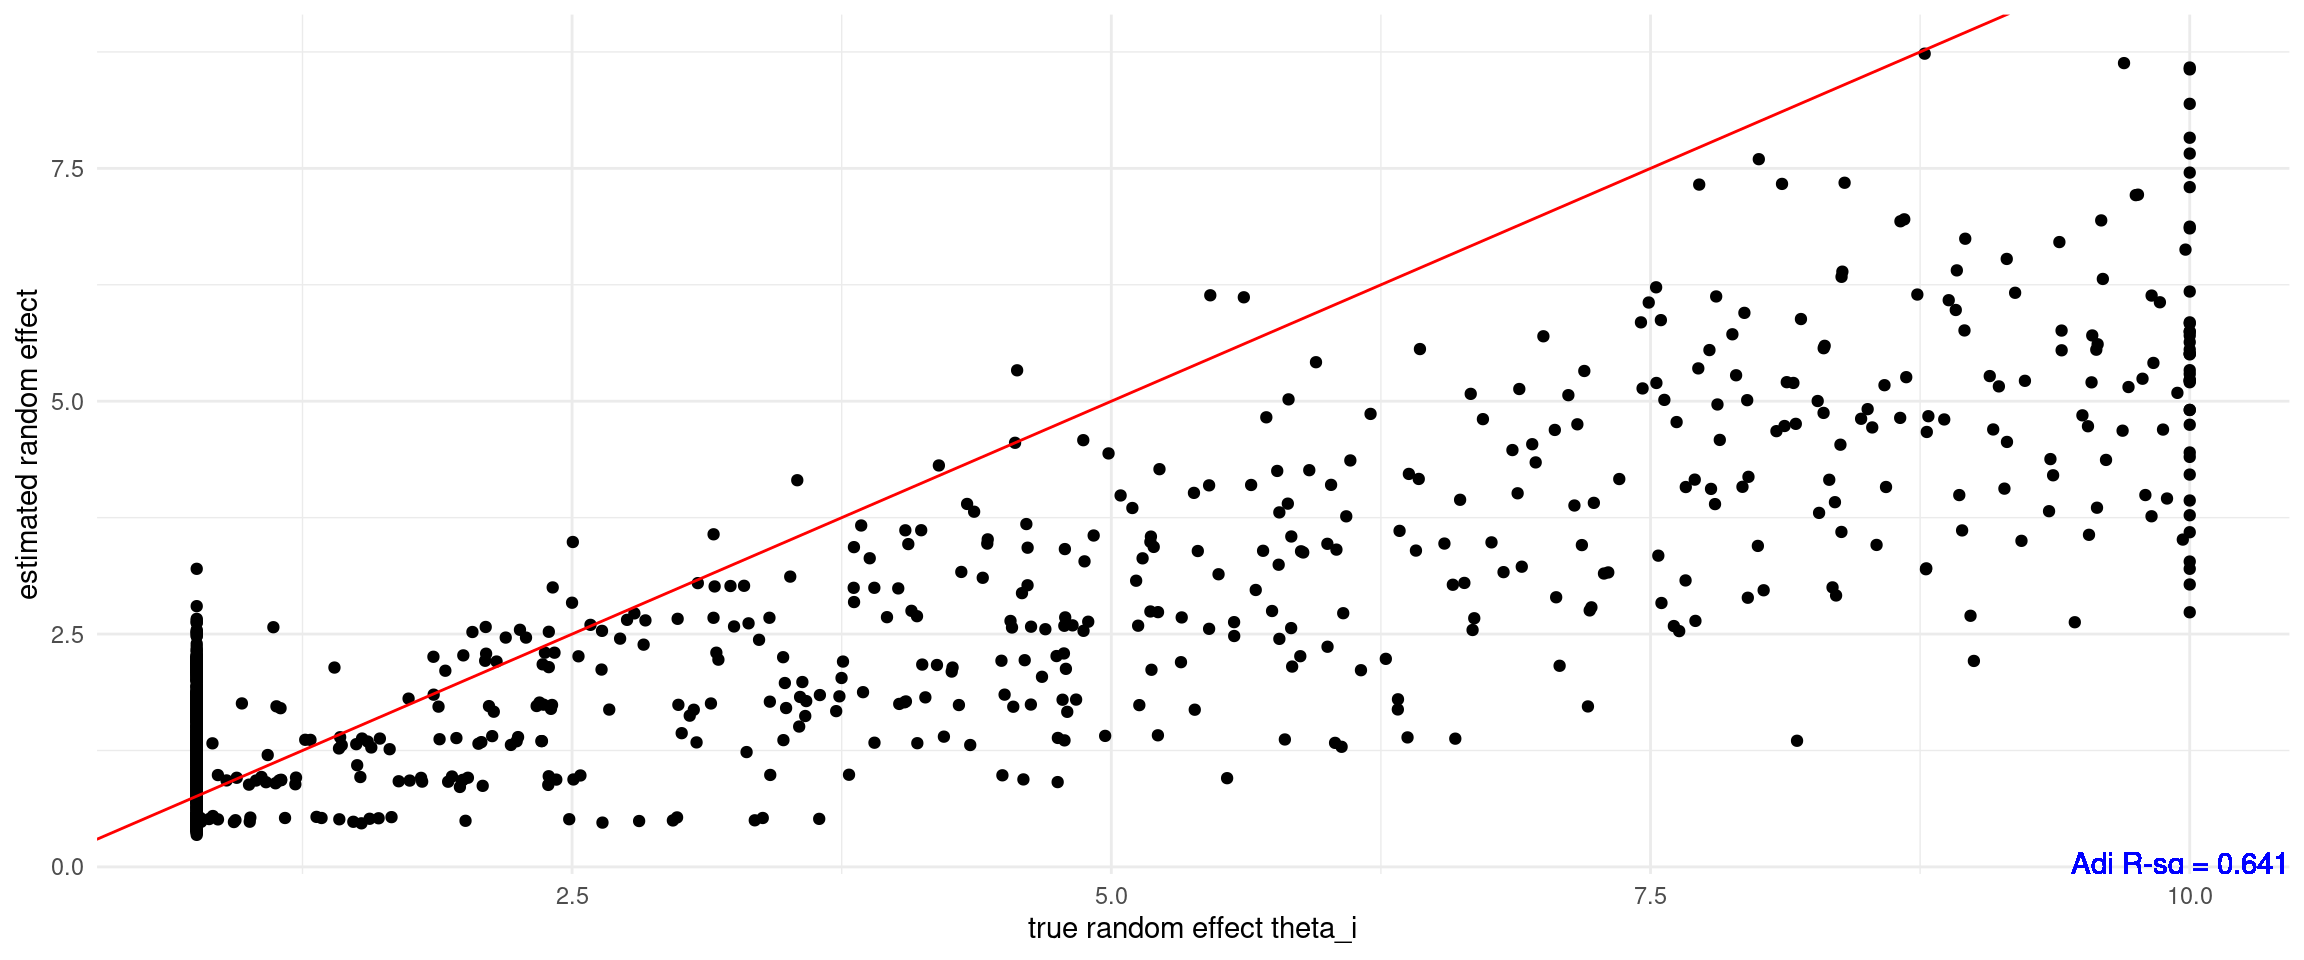 estimated random effect
7.5
5.0
2.5
0.0
2.5
5.0
7.5
10.0
true random effect theta_i
Adj R-sq = 0.641